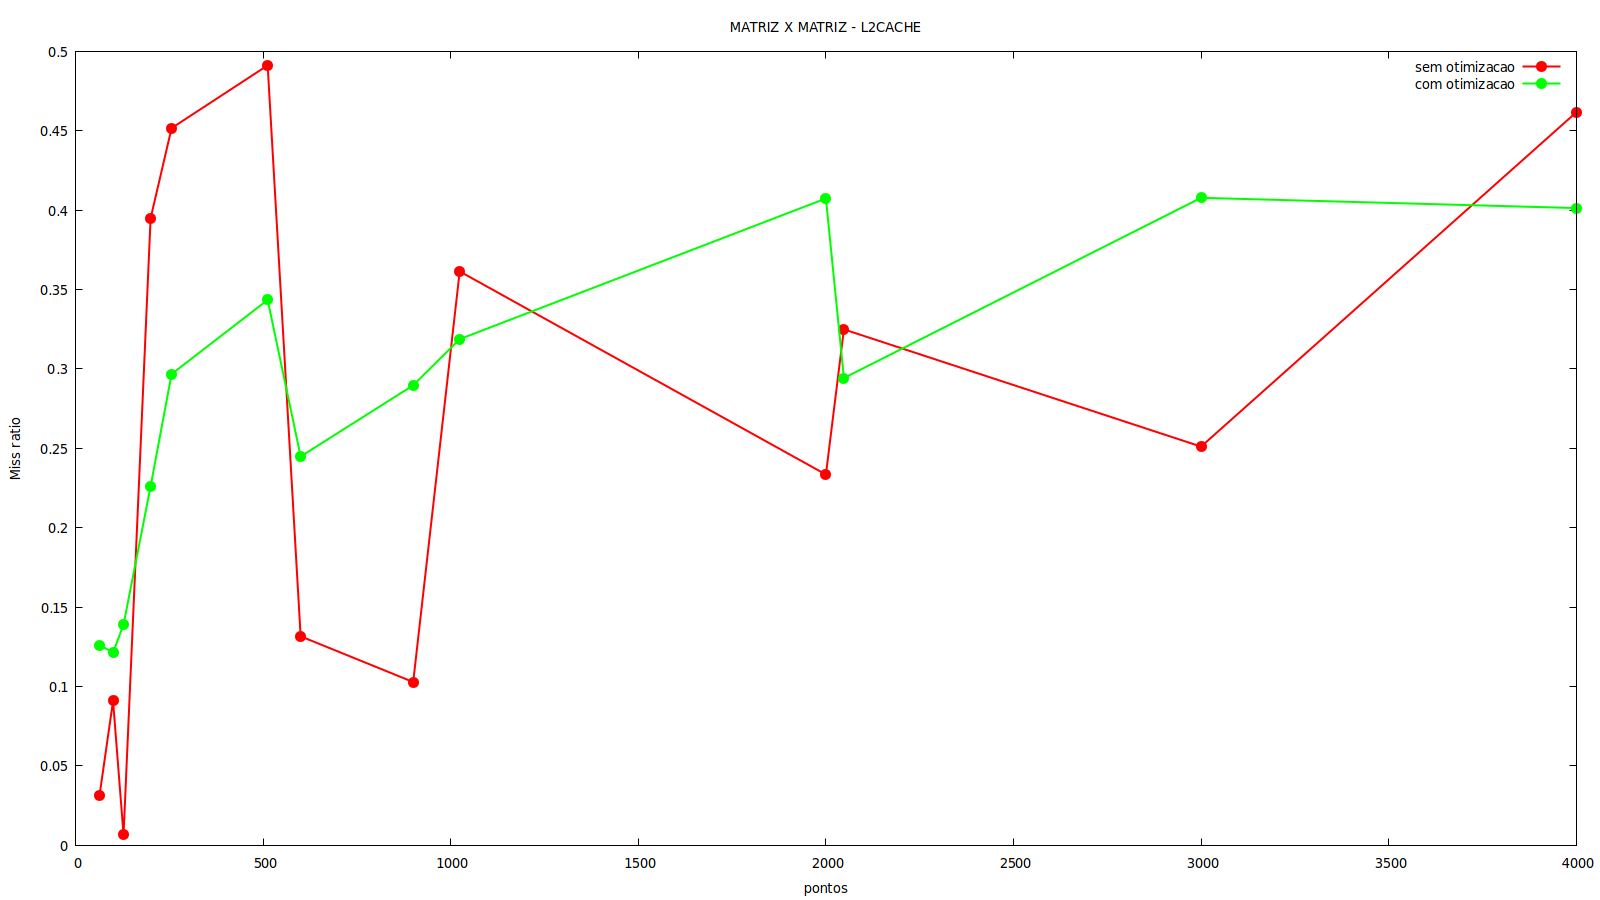 MATRIZ X MATRIZ - L2CACHE
0.5
0.45
0.4
0.35
0.3
0.25
0.2
0.15
0.1
0.05
0
Miss ratio
sem otimizacao
com otimizacao
0 500 1000 1500 2000 2500 3000 3500 4000
pontos